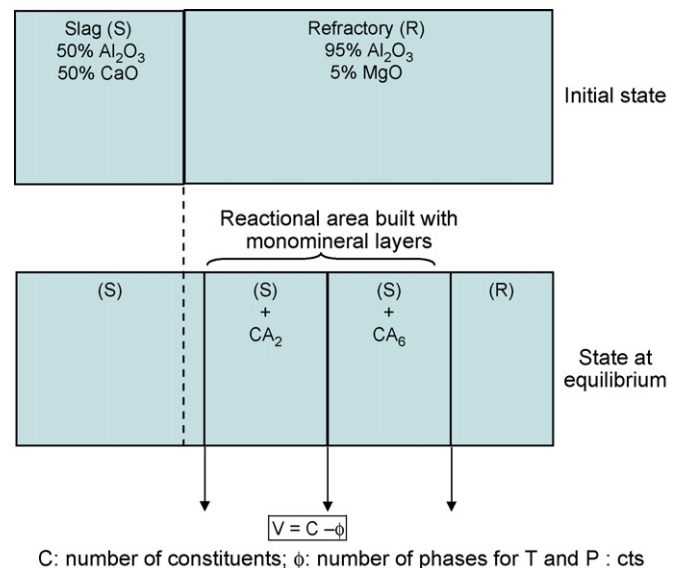 Slag (S)
50% Al₂O₃
50% CaO
Refractory (R)
95% Al₂O₃
5% MgO
Initial state
Reactional area built with
monomineral layers
(S)
(S)
+
CA₂
(S)
+
CA₆
(R)
State at
equilibrium
V = C –ϕ
C: number of constituents; ϕ: number of phases for T and P : cts